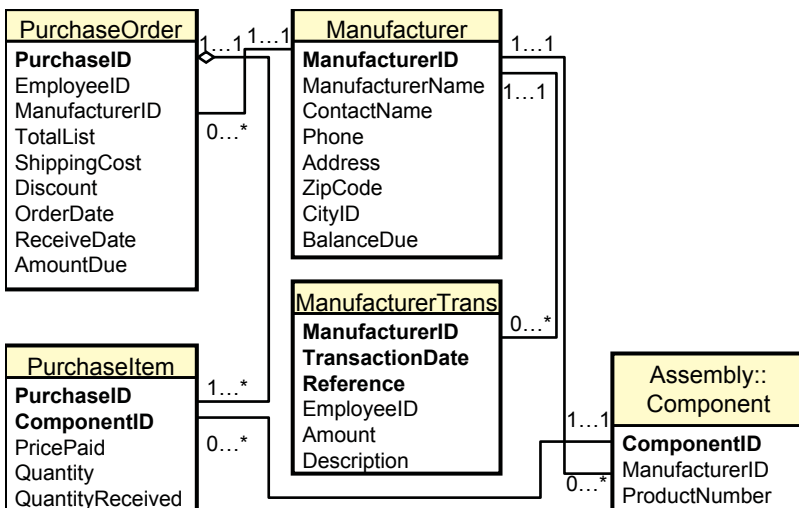 PurchaseOrder
PurchaseID
EmployeeID
ManufacturerID
TotalList
ShippingCost
Discount
OrderDate
ReceiveDate
AmountDue
1…1
1…1
0…*
Manufacturer
ManufacturerID
ManufacturerName
ContactName
Phone
Address
ZipCode
CityID
BalanceDue
1…1
1…1
ManufacturerTrans
ManufacturerID
TransactionDate
Reference
EmployeeID
Amount
Description
0…*
PurchaseItem
PurchaseID
ComponentID
PricePaid
Quantity
QuantityReceived
1…*
0…*
Assembly::
Component
ComponentID
ManufacturerID
ProductNumber
1…1
0…*